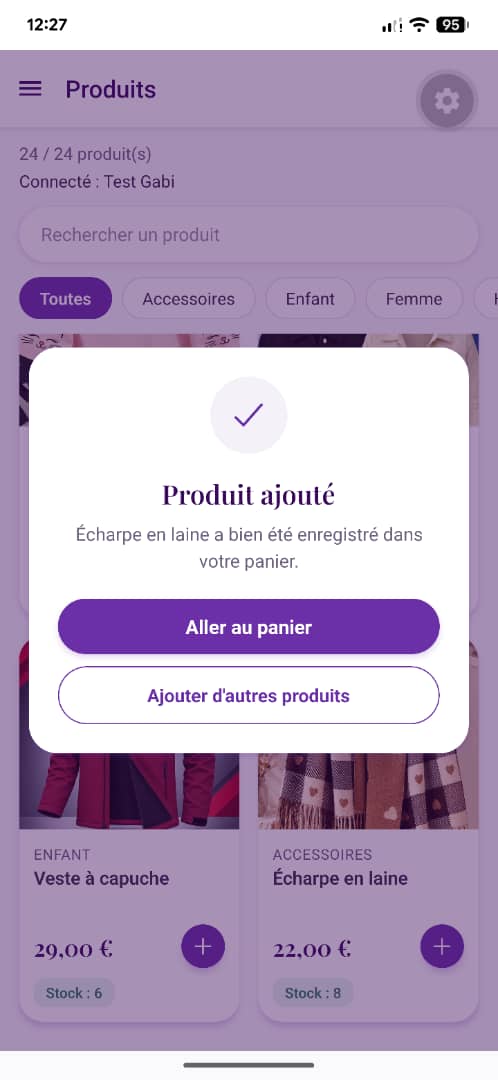 12:27
95
Produits
24 / 24 produit(s)
Connecté : Test Gabi
Rechercher un produit
Toutes
Accessoires
Enfant
Femme
Produit ajouté
Écharpe en laine a bien été enregistré dans
votre panier.
Aller au panier
Ajouter d'autres produits
ENFANT
Veste à capuche
29,00 €
Stock : 6
ACCESSOIRES
Écharpe en laine
22,00 €
Stock : 8